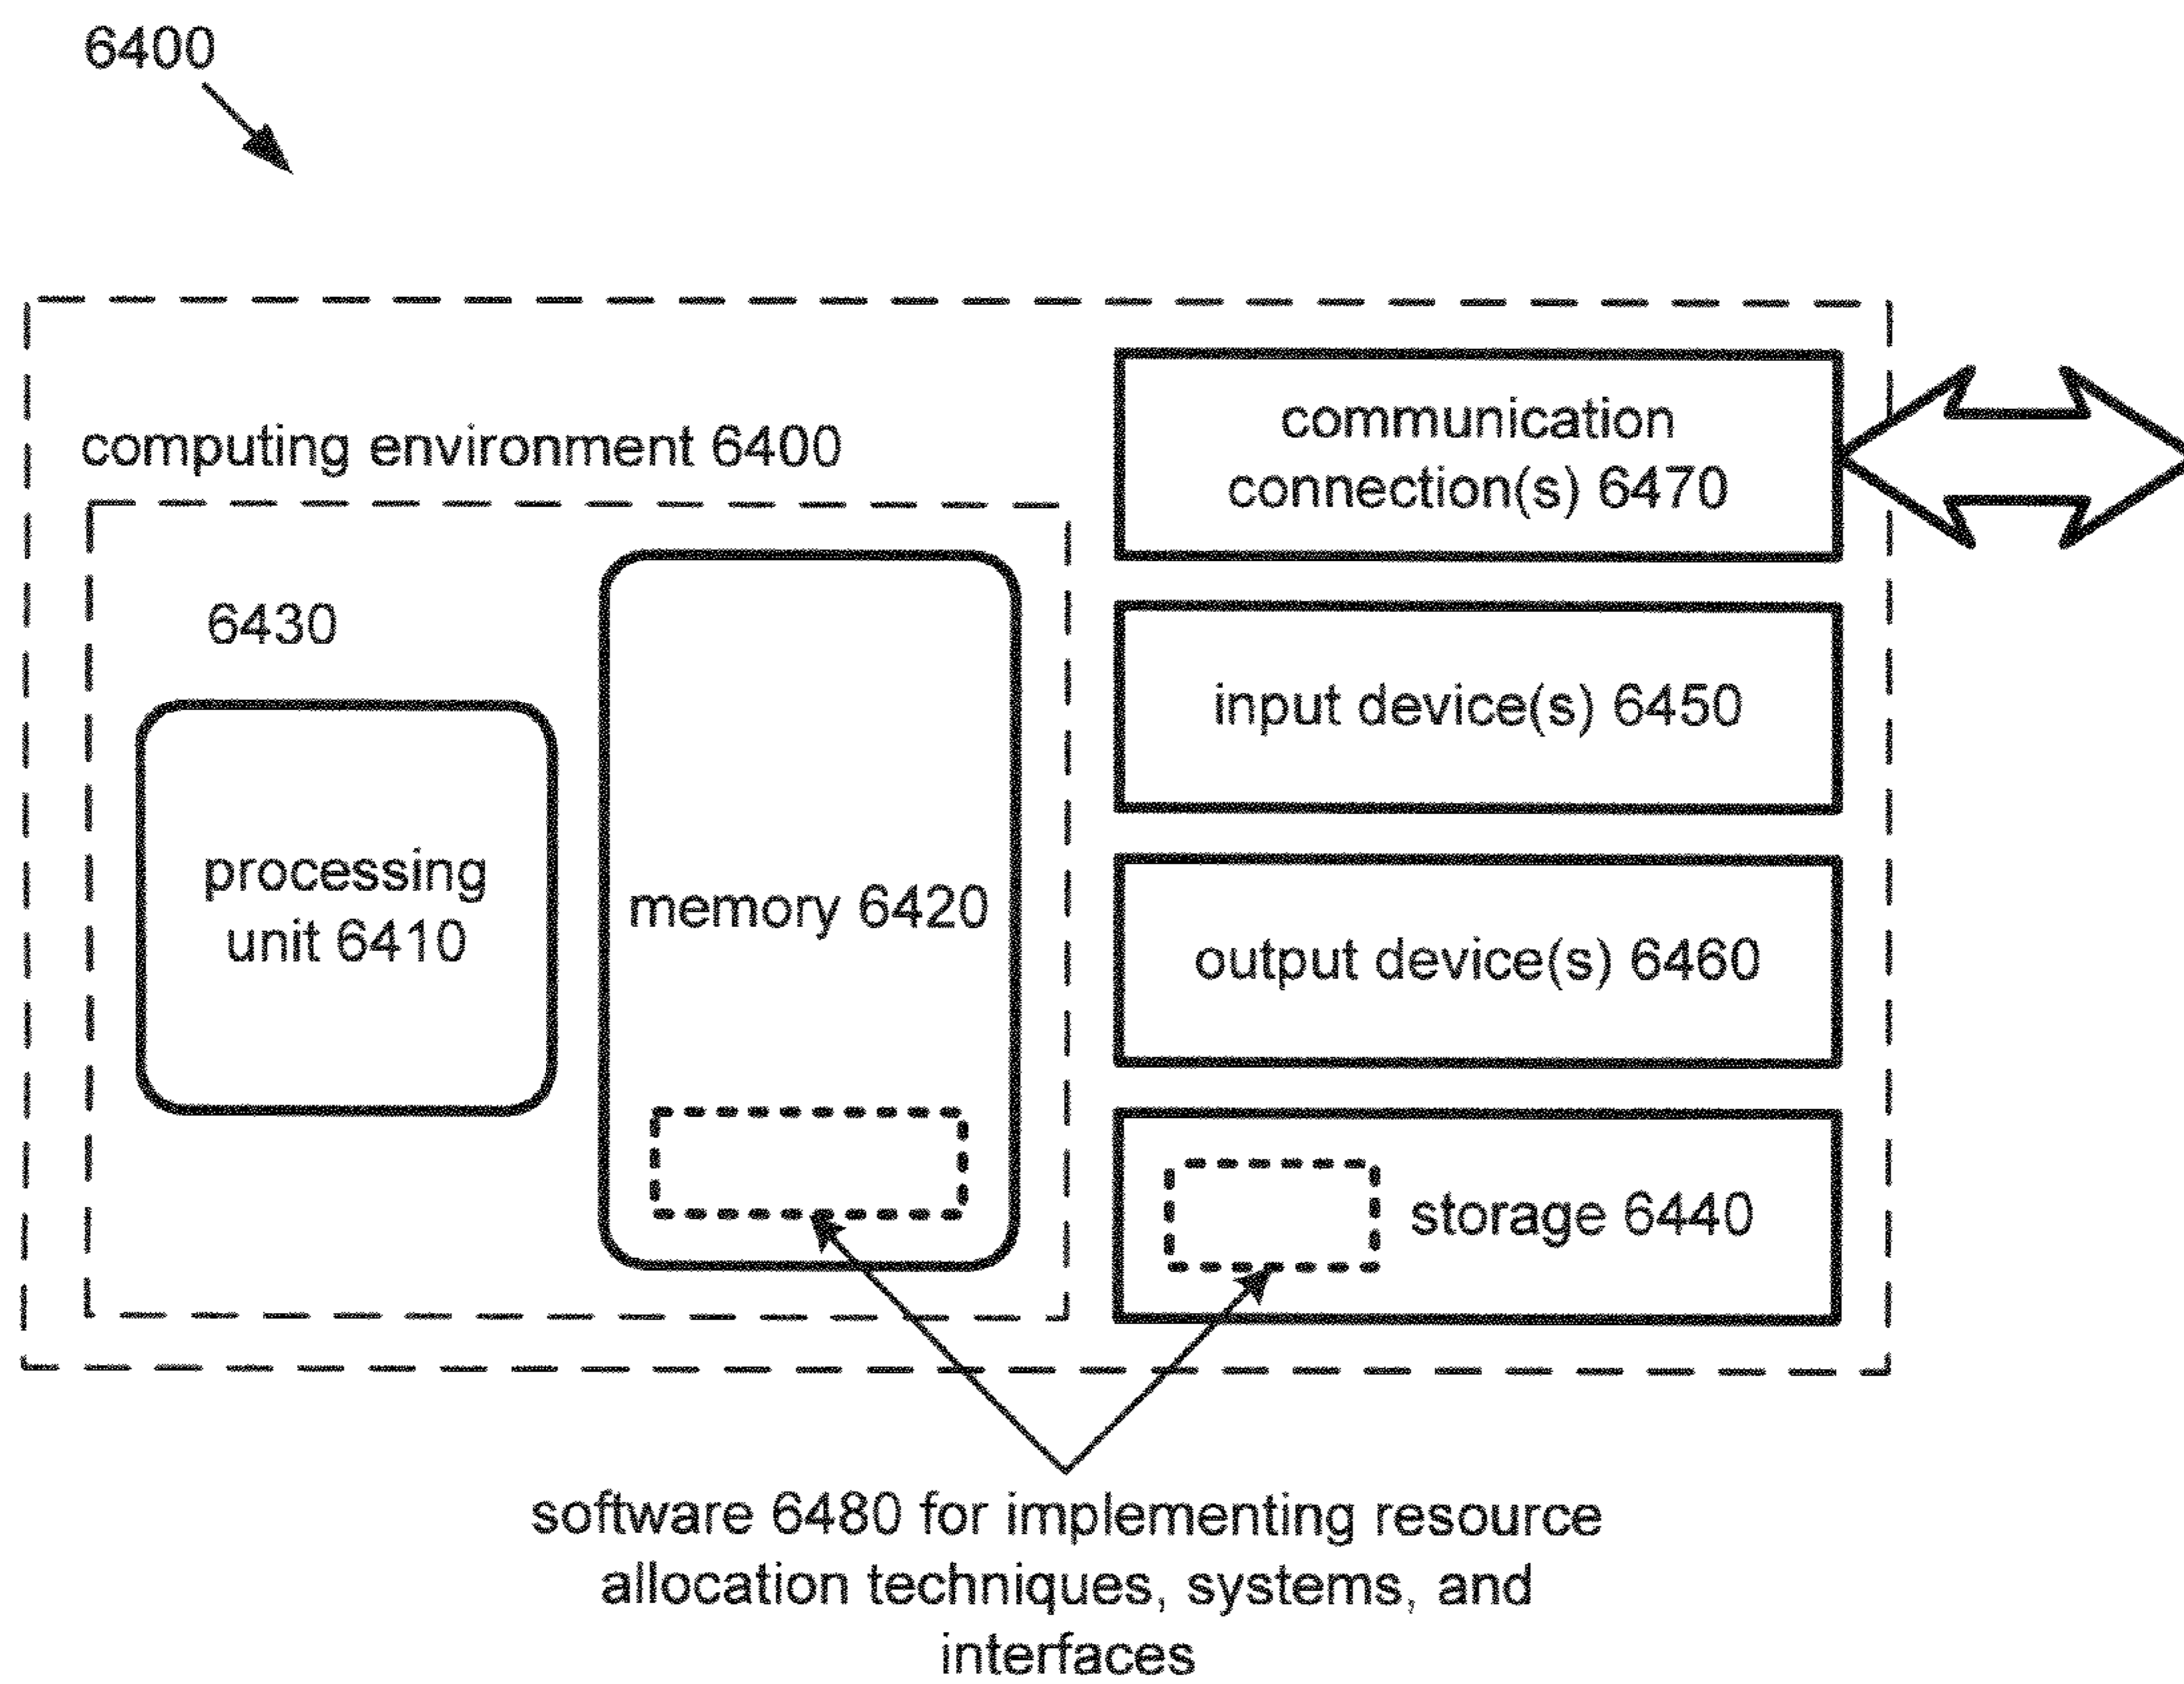 6400
computing environment 6400
communication
connection(s) 6470
6430
input device(s) 6450
processing
unit 6410
memory 6420
output device(s) 6460
storage 6440
software 6480 for implementing resource
allocation techniques, systems, and
interfaces